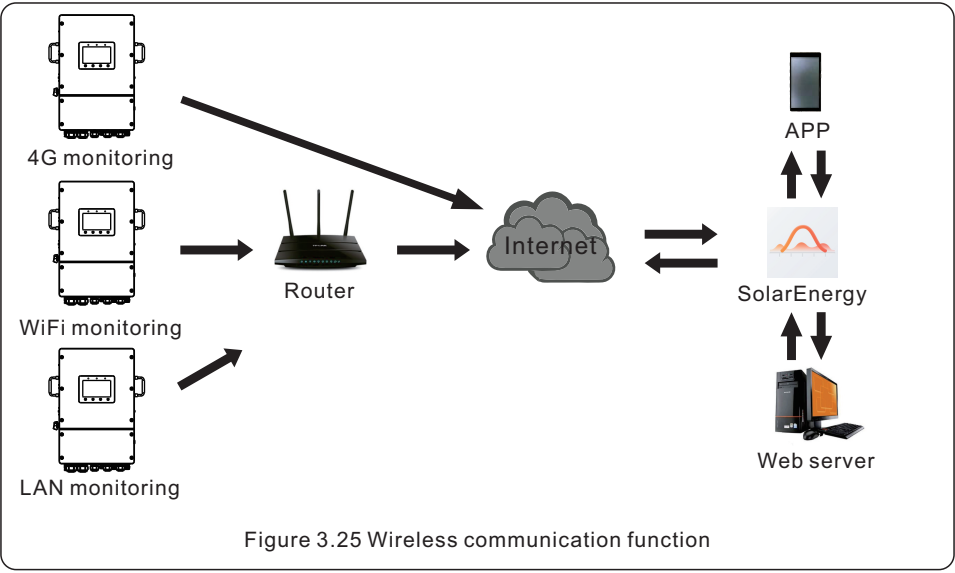 4G monitoring
APP
WiFi monitoring
Router
Internet
SolarEnergy
LAN monitoring
Web server
Figure 3.25 Wireless communication function